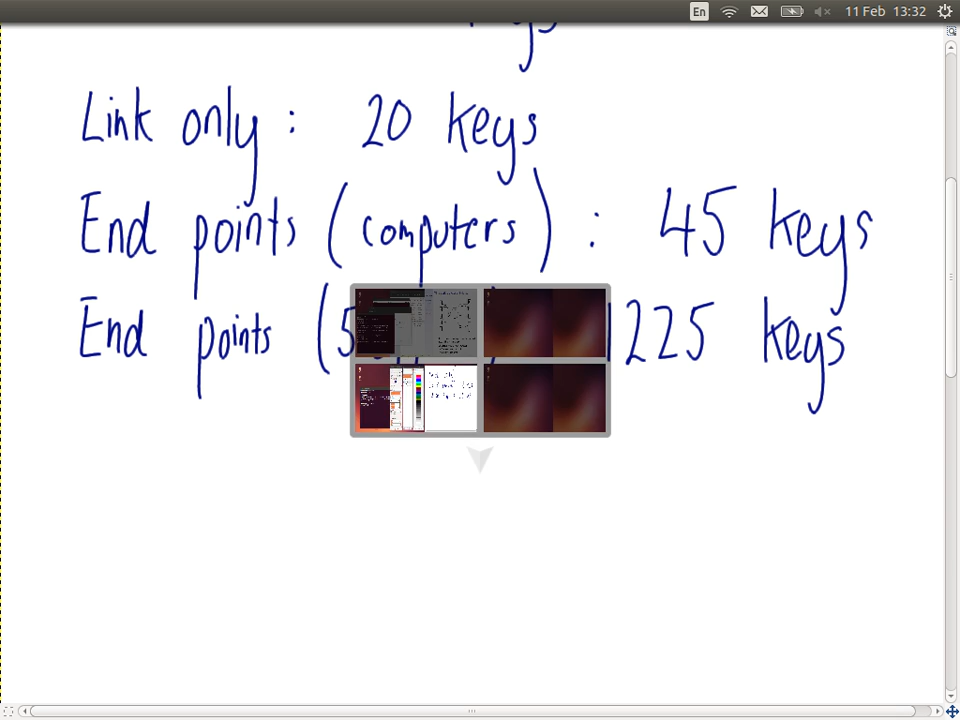 En 11 Feb 13:32
Link only: 20 keys
End points (computers): 45 keys
End points (5 1225 keys